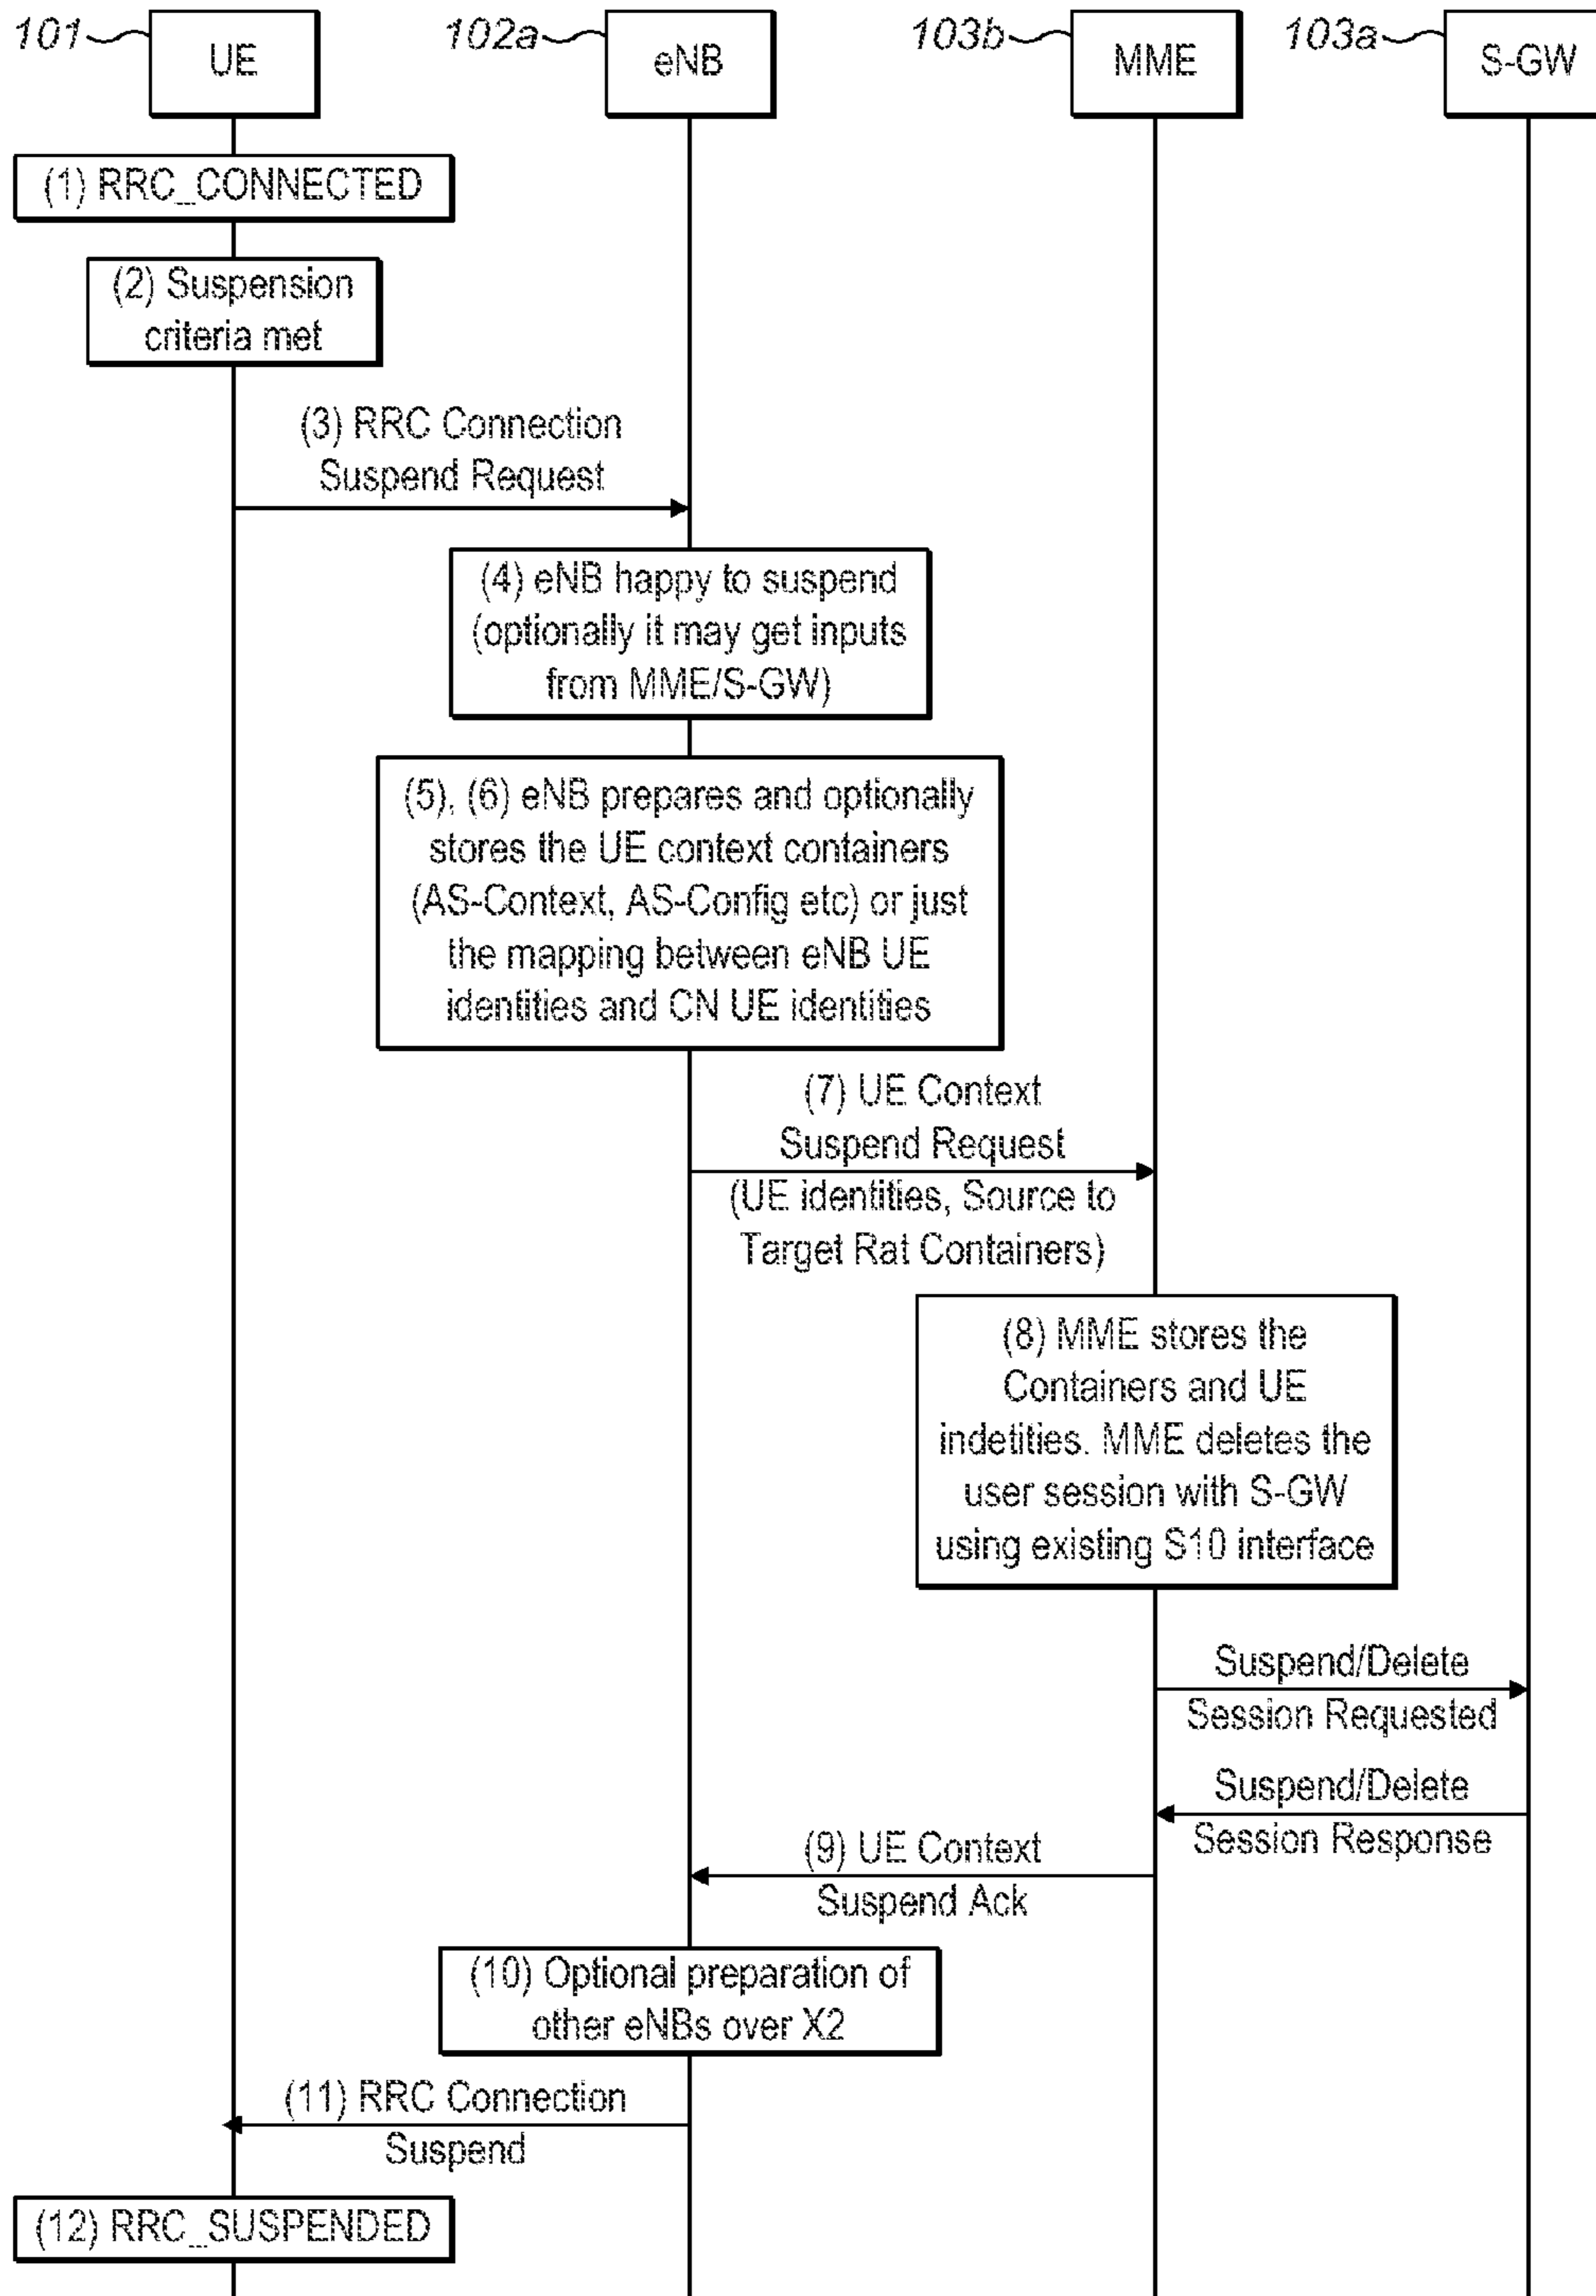 101
UE
102a
eNB
103b
MME
103a
S-GW
(1) RRC_CONNECTED
(2) Suspension
criteria met
(3) RRC Connection
Suspend Request
(4) eNB happy to suspend
(optionally it may get inputs
from MME/S-GW)
(5), (6) eNB prepares and optionally
stores the UE context containers
(AS-Context, AS-Config etc) or just
the mapping between eNB UE
identities and CN UE identities
(7) UE Context
Suspend Request
(UE identities, Source to
Target Rat Containers)
(8) MME stores the
Containers and UE
indetities. MME deletes the
user session with S-GW
using existing S10 interface
Suspend/Delete
Session Requested
Suspend/Delete
Session Response
(9) UE Context
Suspend Ack
(10) Optional preparation of
other eNBs over X2
(11) RRC Connection
Suspend
(12) RRC_SUSPENDED